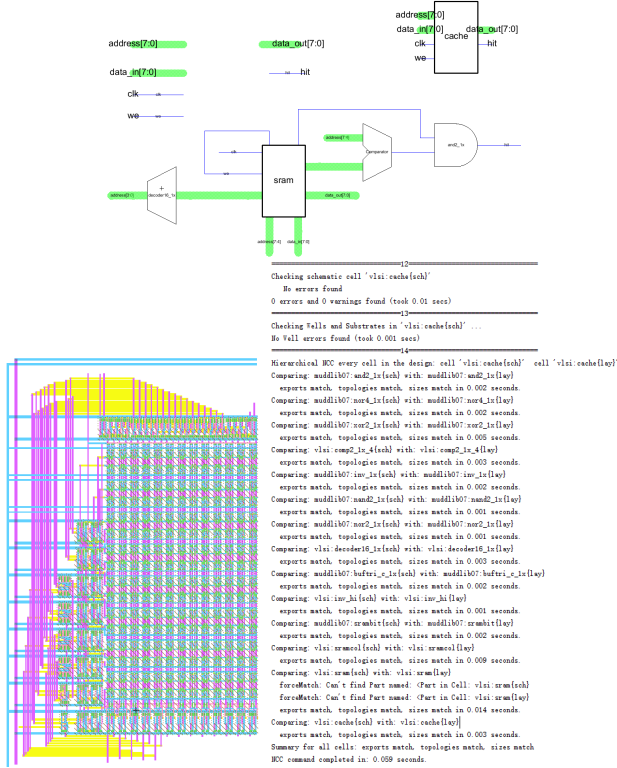 address[7:0]
data_in[7:0]
data_out[7:0]
cache
clk
hit
we
address[7:0]
data_out[7:0]
data_in[7:0]
hit
hit
clk
clk
we
we
address[7:4]
Comparator
and2_1x
hit
clk
we
sram
decoder16_1x
data_out[7:0]
data_in[7:0]
==12==
Checking schematic cell 'vlsi:cache{sch}'
No errors found
0 errors and 0 warnings found (took 0.01 secs)
==13==
Checking Wells and Substrates in 'vlsi:cache{sch}' ...
No Well errors found (took 0.001 secs)
==14==
Hierarchical NCC every cell in the design: cell 'vlsi:cache{sch}' cell 'vlsi:cache{lay}'
Comparing: muddlib07:and2_1x{sch} with: muddlib07:and2_1x{lay}
exports match, topologies match, sizes match in 0.002 seconds.
Comparing: muddlib07:nor4_1x{sch} with: muddlib07:nor4_1x{lay}
exports match, topologies match, sizes match in 0.002 seconds.
Comparing: muddlib07:xor2_1x{sch} with: muddlib07:xor2_1x{lay}
exports match, topologies match, sizes match in 0.005 seconds.
Comparing: vlsi:comp2_1x_4{sch} with: vlsi:comp2_1x_4{lay}
exports match, topologies match, sizes match in 0.003 seconds.
Comparing: muddlib07:inv_1x{sch} with: muddlib07:inv_1x{lay}
exports match, topologies match, sizes match in 0.002 seconds.
Comparing: muddlib07:nand2_1x{sch} with: muddlib07:nand2_1x{lay}
exports match, topologies match, sizes match in 0.001 seconds.
Comparing: muddlib07:nor2_1x{sch} with: muddlib07:nor2_1x{lay}
exports match, topologies match, sizes match in 0.001 seconds.
Comparing: vlsi:decoder16_1x{sch} with: vlsi:decoder16_1x{lay}
exports match, topologies match, sizes match in 0.003 seconds.
Comparing: muddlib07:buftri_c_1x{sch} with: muddlib07:buftri_c_1x{lay}
exports match, topologies match, sizes match in 0.002 seconds.
Comparing: vlsi:inv_hi{sch} with: vlsi:inv_hi{lay}
exports match, topologies match, sizes match in 0.001 seconds.
Comparing: muddlib07:srambit{sch} with: muddlib07:srambit{lay}
exports match, topologies match, sizes match in 0.002 seconds.
Comparing: vlsi:sramcol{sch} with: vlsi:sramcol{lay}
exports match, topologies match, sizes match in 0.009 seconds.
Comparing: vlsi:sram{sch} with: vlsi:sram{lay}
forceMatch: Can't find Part named: <Part in Cell: vlsi:sram{sch}
forceMatch: Can't find Part named: <Part in Cell: vlsi:sram{lay}
exports match, topologies match, sizes match in 0.014 seconds.
Comparing: vlsi:cache{sch} with: vlsi:cache{lay}
exports match, topologies match, sizes match in 0.003 seconds.
Summary for all cells: exports match, topologies match, sizes match
NCC command completed in: 0.059 seconds.